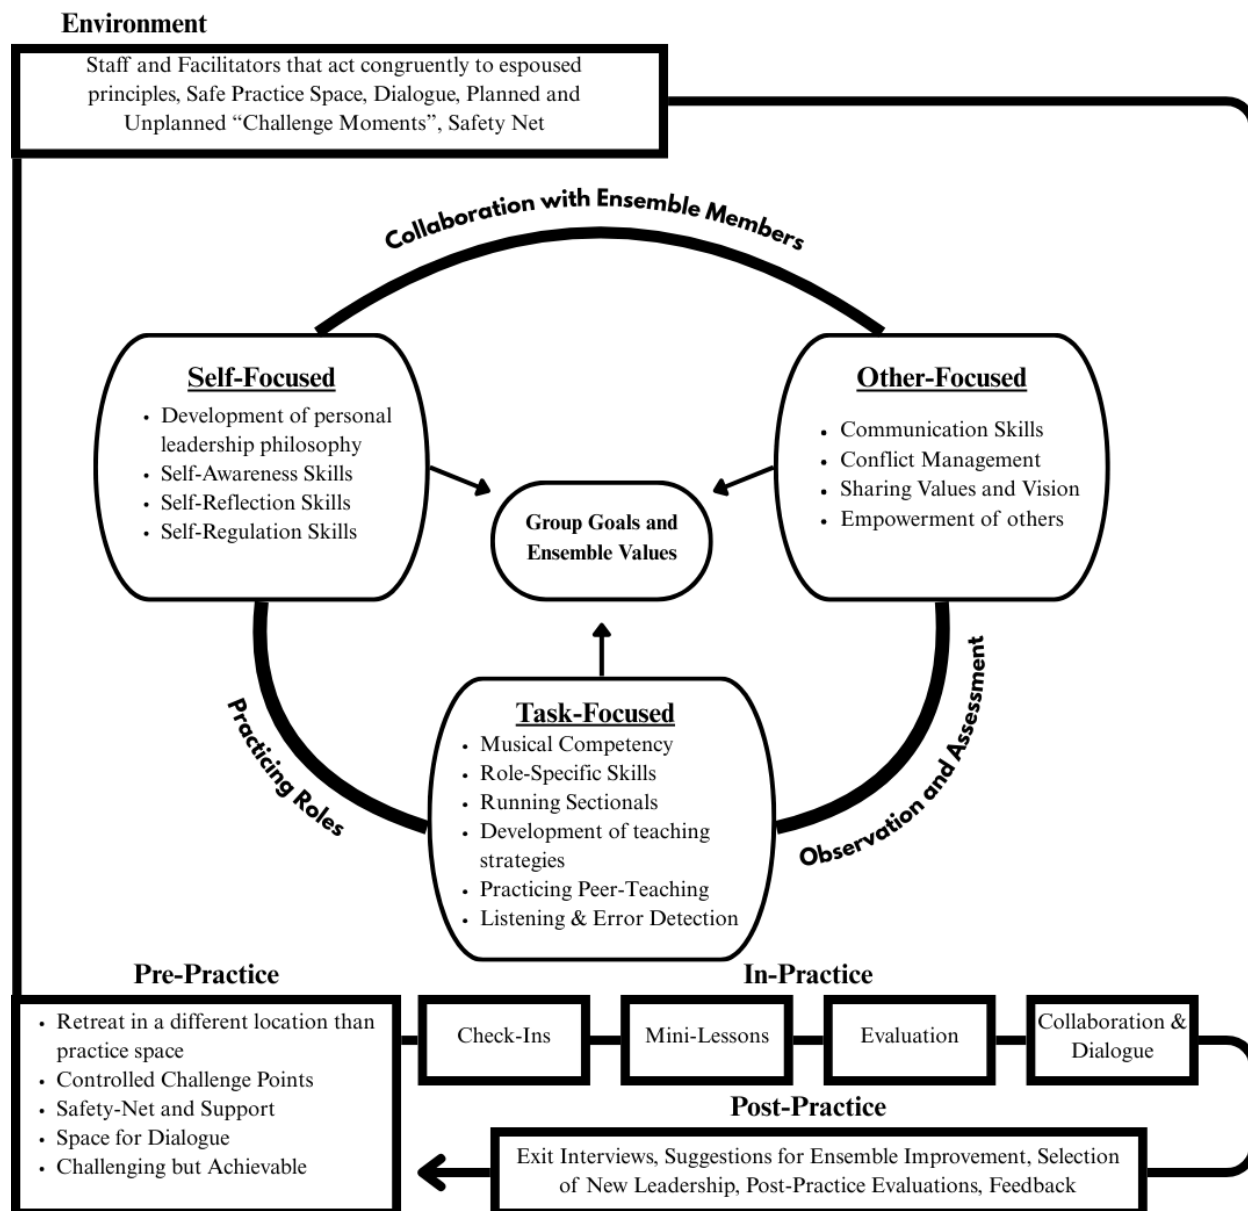 Environment
Staff and Facilitators that act congruently to espoused
principles, Safe Practice Space, Dialogue, Planned and
Unplanned “Challenge Moments”, Safety Net
Collaboration with Ensemble Members
Self-Focused
• Development of personal
leadership philosophy
• Self-Awareness Skills
• Self-Reflection Skills
• Self-Regulation Skills
Other-Focused
• Communication Skills
• Conflict Management
• Sharing Values and Vision
• Empowerment of others
Group Goals and
Ensemble Values
Practicing Roles
Task-Focused
• Musical Competency
• Role-Specific Skills
• Running Sectionals
• Development of teaching
strategies
• Practicing Peer-Teaching
• Listening & Error Detection
Observation and Assessment
Pre-Practice
• Retreat in a different location than
practice space
• Controlled Challenge Points
• Safety-Net and Support
• Space for Dialogue
• Challenging but Achievable
In-Practice
Check-Ins
Mini-Lessons
Evaluation
Collaboration &
Dialogue
Post-Practice
Exit Interviews, Suggestions for Ensemble Improvement, Selection
of New Leadership, Post-Practice Evaluations, Feedback